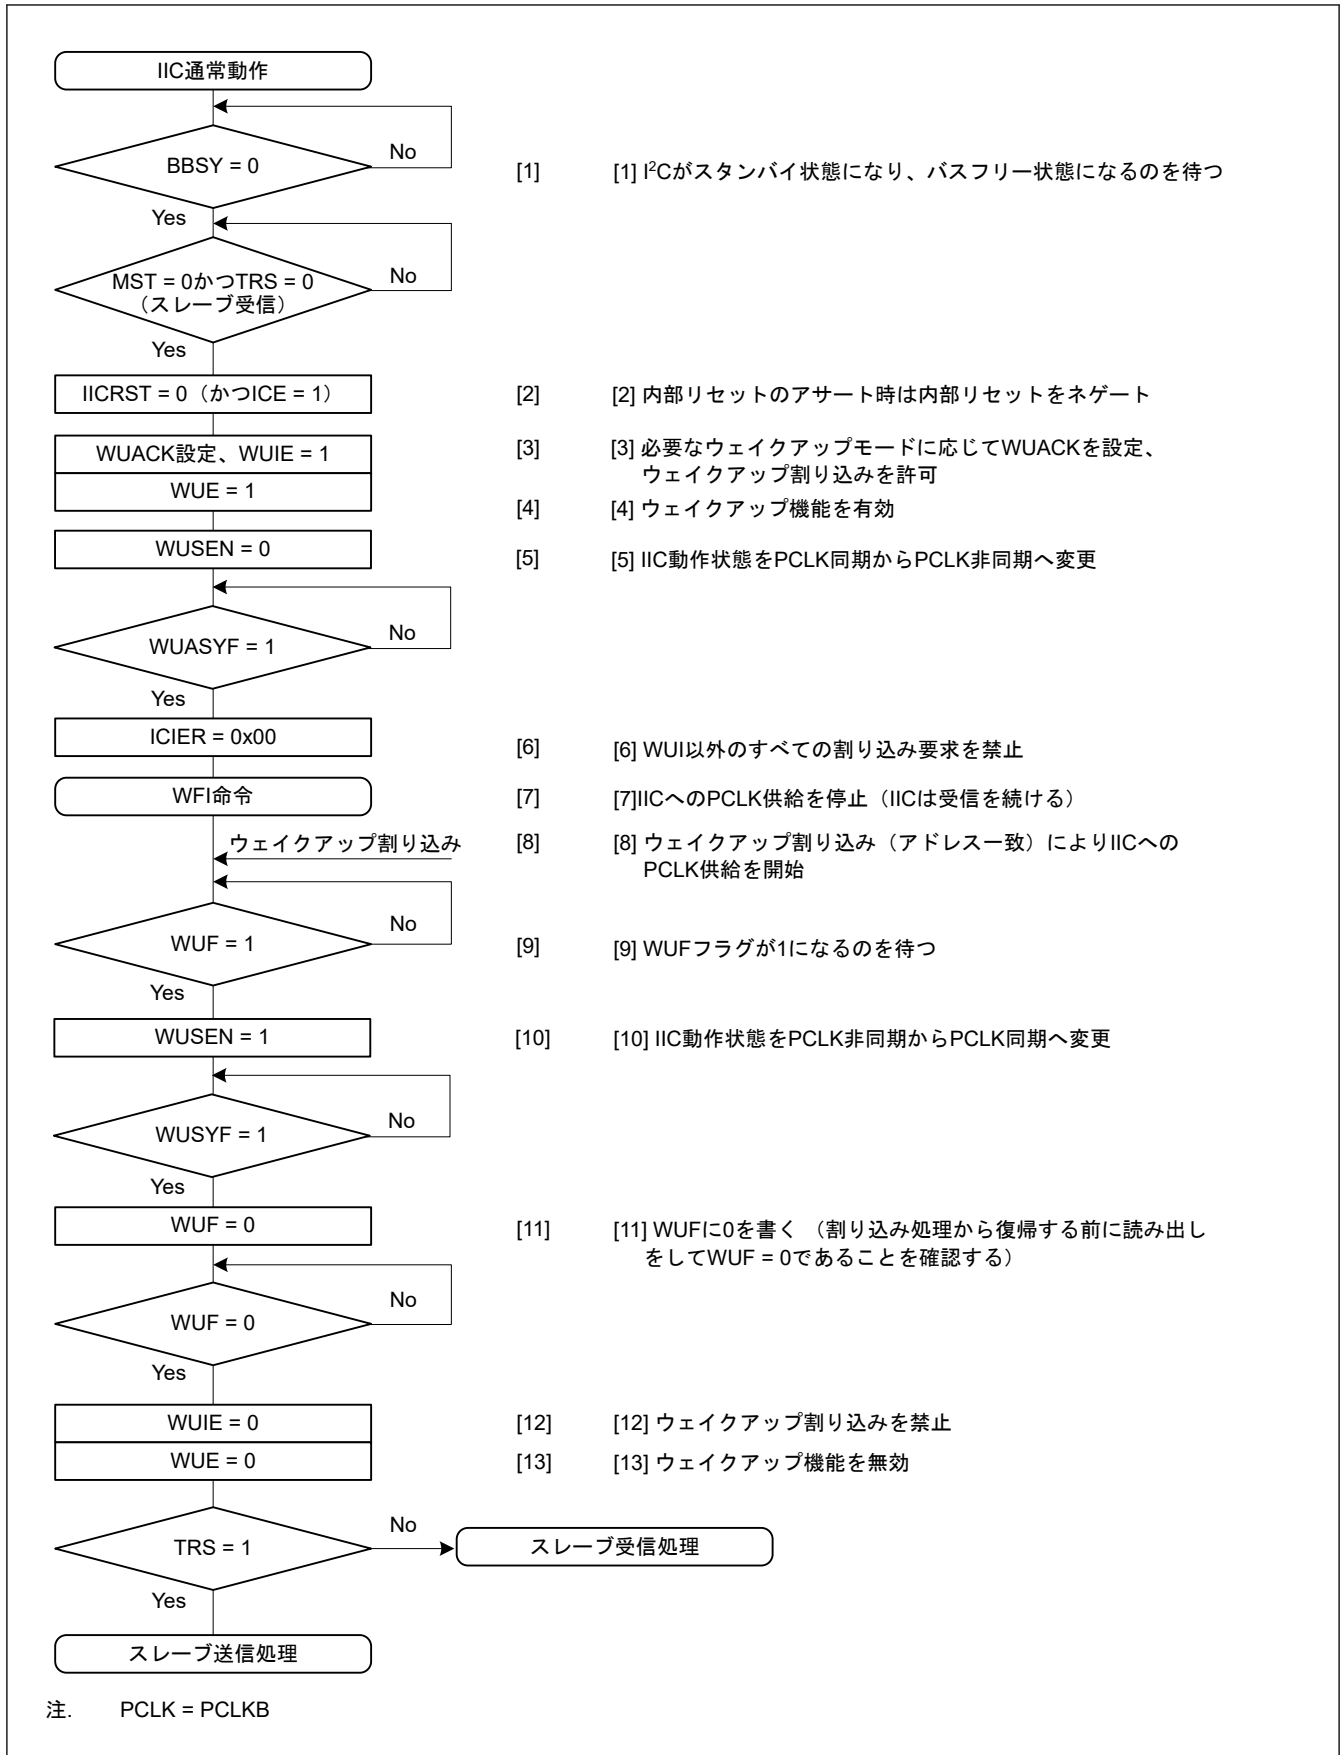 IIC通常動作
BBSY = 0
No
[1]
[1] I²Cがスタンバイ状態になり、バスフリー状態になるのを待つ
Yes
MST = 0かつTRS = 0
（スレーブ受信）
No
Yes
IICRST = 0（かつICE = 1）
[2]
[2] 内部リセットのアサート時は内部リセットをネゲート
WUACK設定、WUIE = 1
[3]
[3] 必要なウェイクアップモードに応じてWUACKを設定、
ウェイクアップ割り込みを許可
WUE = 1
[4]
[4] ウェイクアップ機能を有効
WUSEN = 0
[5]
[5] IIC動作状態をPCLK同期からPCLK非同期へ変更
WUASYF = 1
No
Yes
ICIER = 0x00
[6]
[6] WUI以外のすべての割り込み要求を禁止
WFI命令
[7]
[7]IICへのPCLK供給を停止（IICは受信を続ける）
ウェイクアップ割り込み
[8]
[8] ウェイクアップ割り込み（アドレス一致）によりIICへの
PCLK供給を開始
WUF = 1
No
[9]
[9] WUFフラグが1になるのを待つ
Yes
WUSEN = 1
[10]
[10] IIC動作状態をPCLK非同期からPCLK同期へ変更
WUSYF = 1
No
Yes
WUF = 0
[11]
[11] WUFに0を書く （割り込み処理から復帰する前に読み出し
をしてWUF = 0であることを確認する）
WUF = 0
No
Yes
WUIE = 0
[12]
[12] ウェイクアップ割り込みを禁止
WUE = 0
[13]
[13] ウェイクアップ機能を無効
TRS = 1
No
スレーブ受信処理
Yes
スレーブ送信処理
注. PCLK = PCLKB